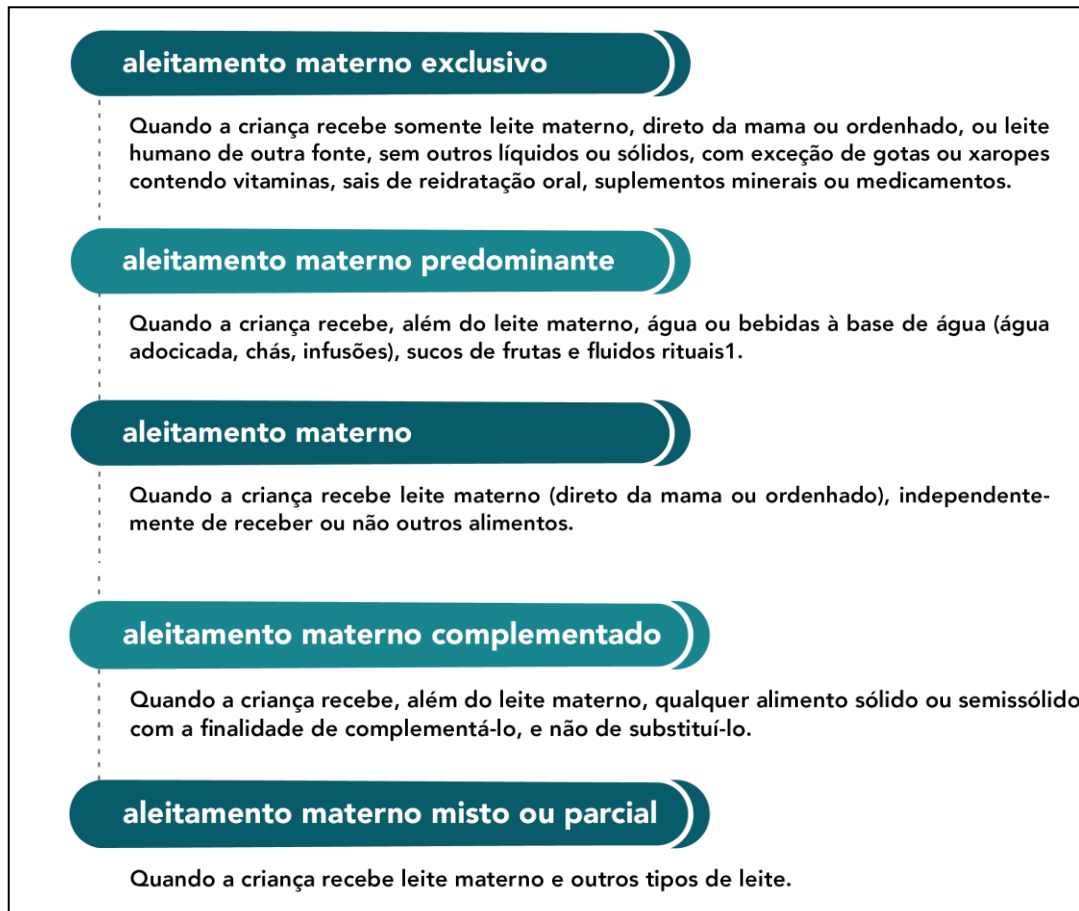 aleitamento materno exclusivo
Quando a criança recebe somente leite materno, direto da mama ou ordenhado, ou leite
humano de outra fonte, sem outros líquidos ou sólidos, com exceção de gotas ou xaropes
contendo vitaminas, sais de reidratação oral, suplementos minerais ou medicamentos.
aleitamento materno predominante
Quando a criança recebe, além do leite materno, água ou bebidas à base de água (água
adocicada, chás, infusões), sucos de frutas e fluidos rituais1.
aleitamento materno
Quando a criança recebe leite materno (direto da mama ou ordenhado), independente-
mente de receber ou não outros alimentos.
aleitamento materno complementado
Quando a criança recebe, além do leite materno, qualquer alimento sólido ou semissólido
com a finalidade de complementá-lo, e não de substituí-lo.
aleitamento materno misto ou parcial
Quando a criança recebe leite materno e outros tipos de leite.